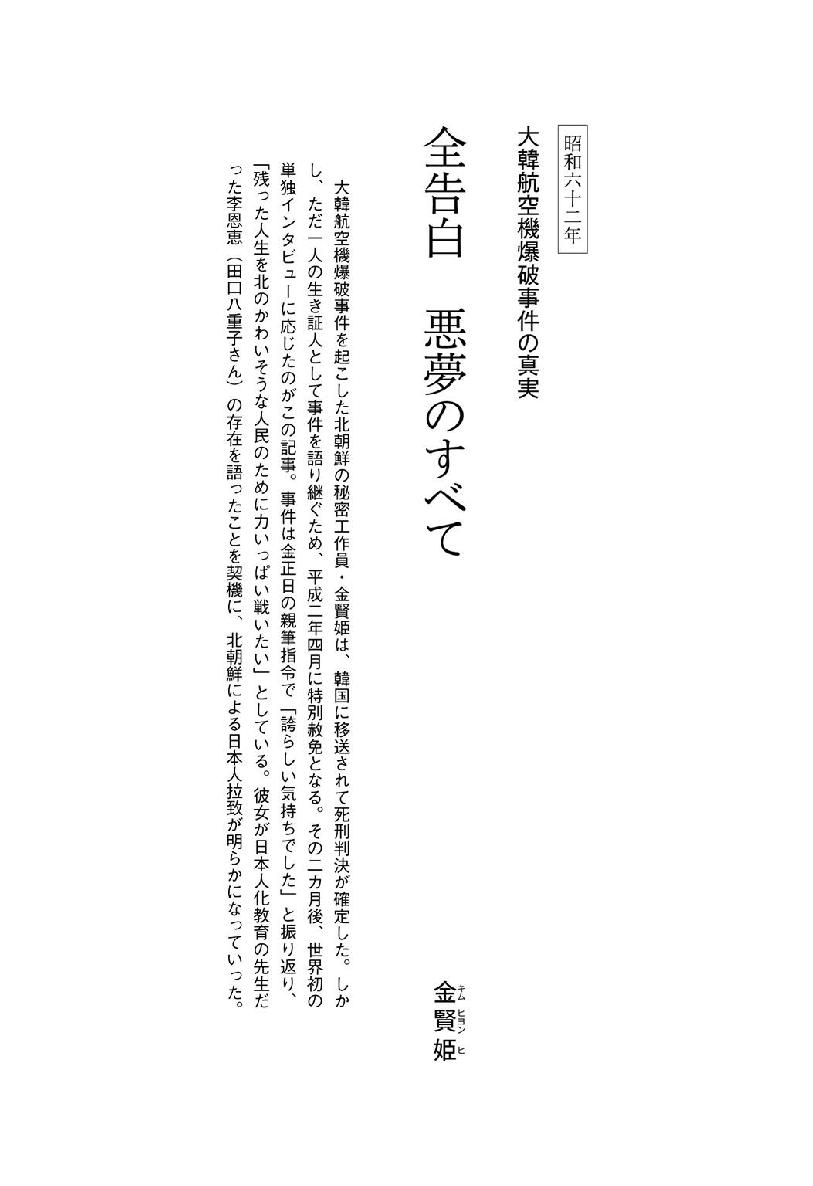 昭和六十二年
大韓航空機爆破事件の真実
全告白　悪夢のすべて
金賢姫
キム ヒョン ヒ
大韓航空機爆破事件を起こした北朝鮮の秘密工作員・金賢姫は、韓国に移送されて死刑判決が確定した。しか
し、ただ一人の生き証人として事件を語り継ぐため、平成二年四月に特別赦免となる。その二カ月後、世界初の
単独インタビューに応じたのがこの記事。事件は金正日の親筆指令で「誇らしい気持ちでした」と振り返り、
「残った人生を北のかわいそうな人民のために力いっぱい戦いたい」としている。彼女が日本人化教育の先生だ
った李恩恵（田口八重子さん）の存在を語ったことを契機に、北朝鮮による日本人拉致が明らかになっていった。